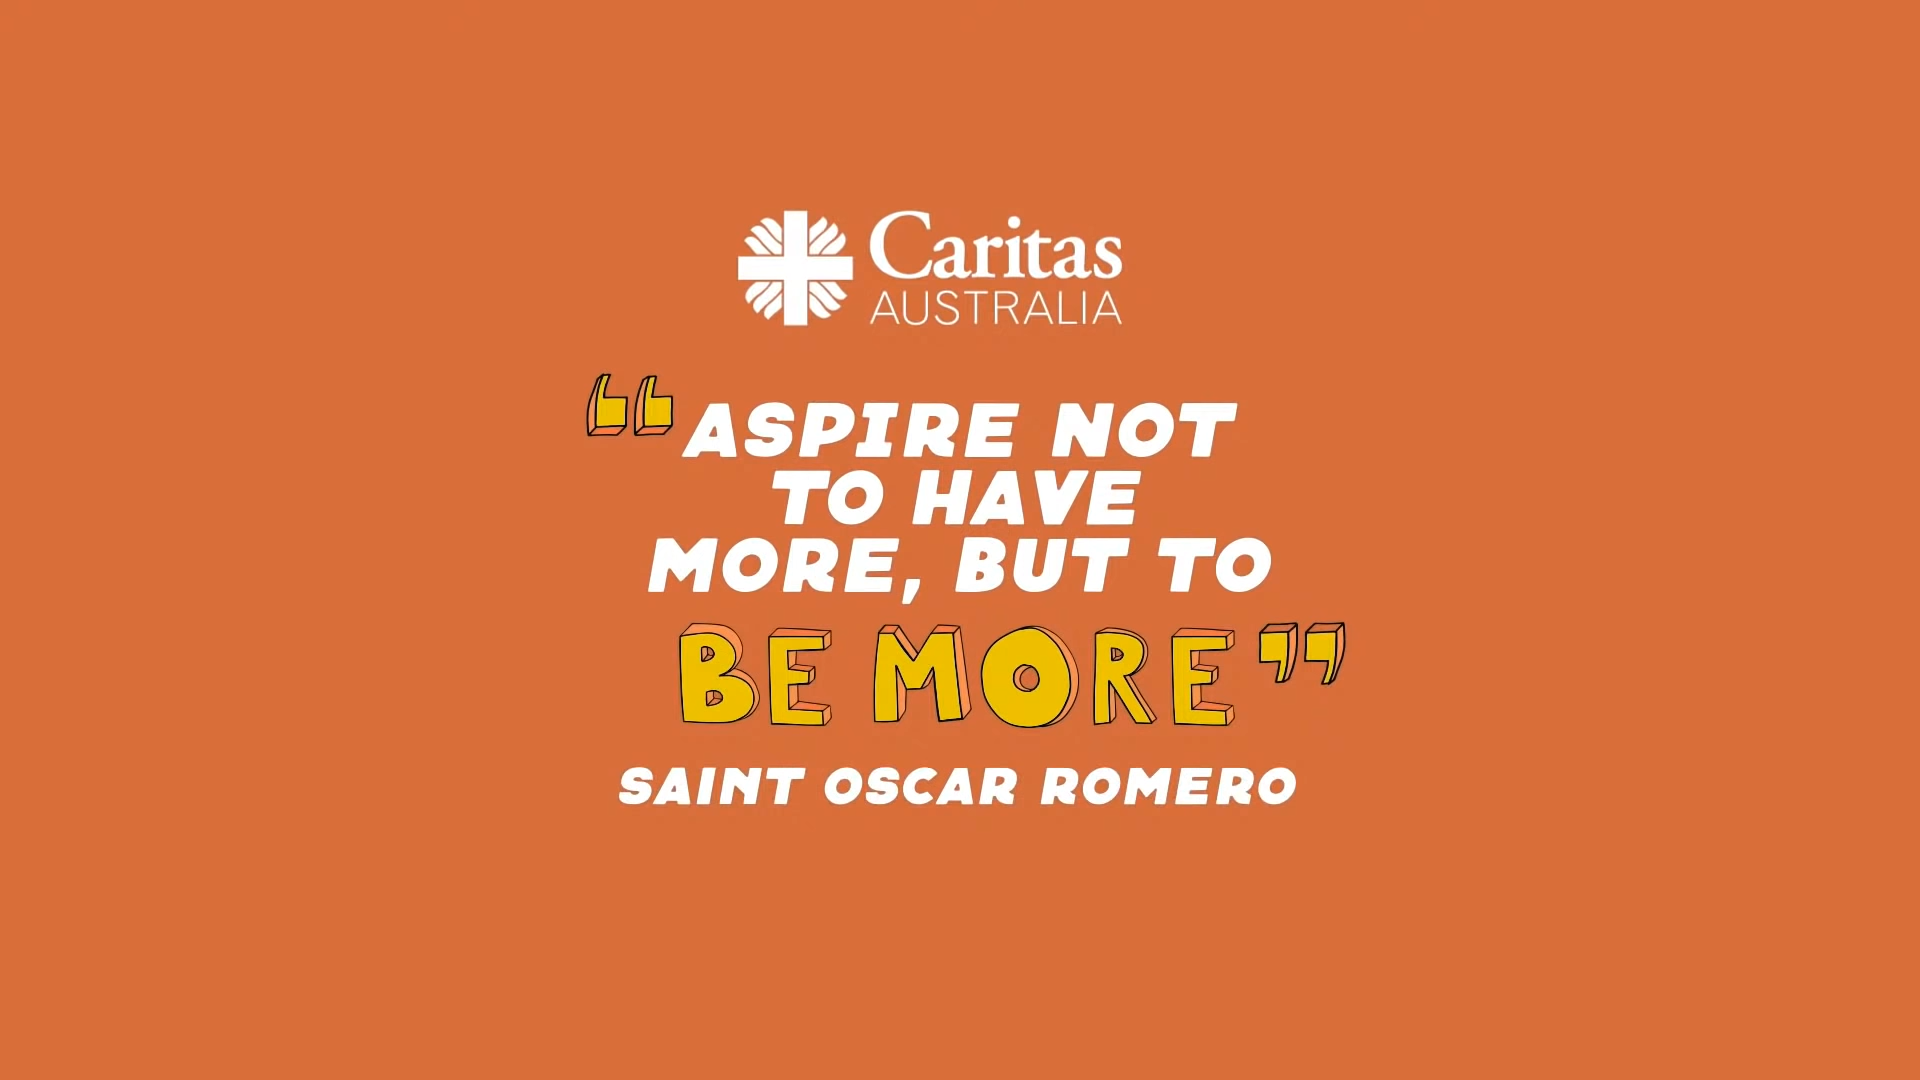 Caritas
AUSTRALIA
“ASPIRE NOT
TO HAVE
MORE, BUT TO
BE MORE”
SAINT OSCAR ROMERO